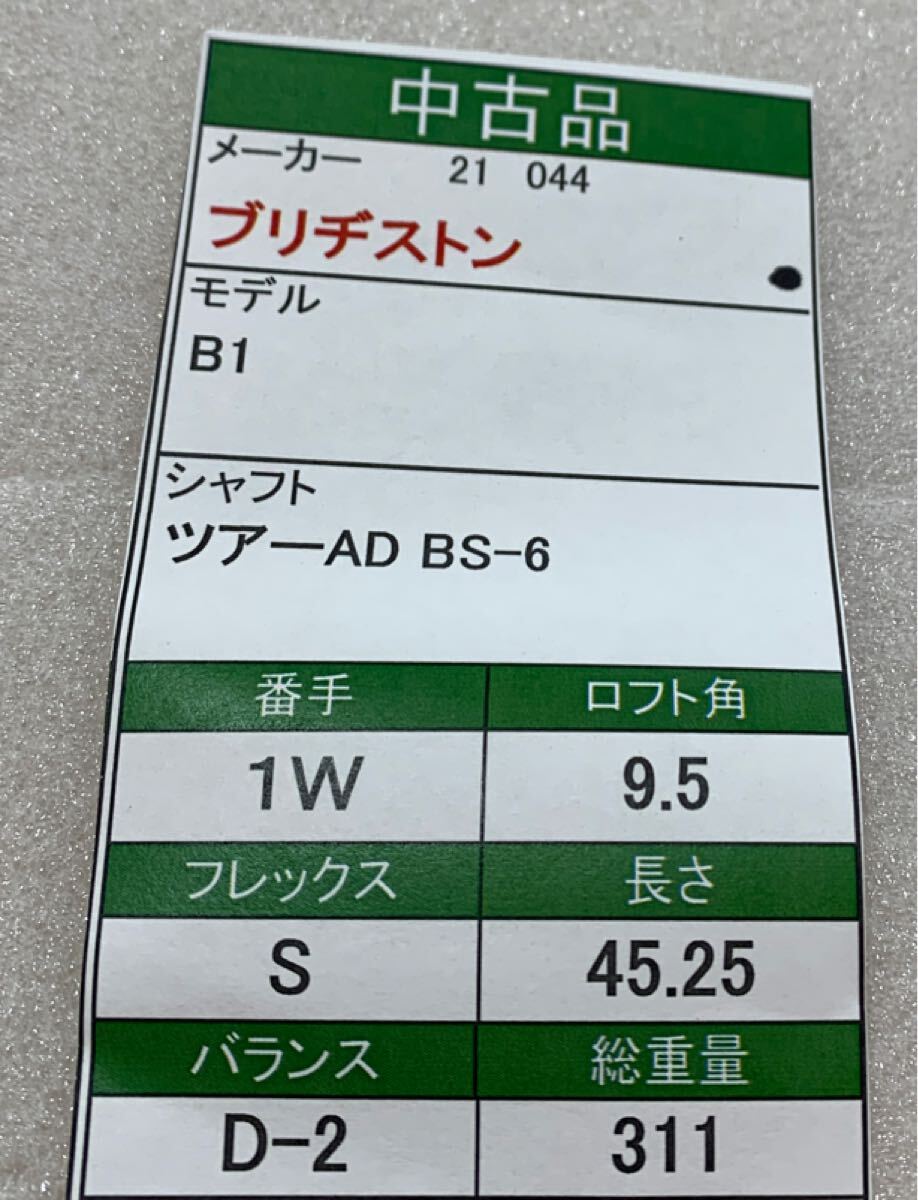 中古品
メーカー 21 044
ブリヂストン
モデル
B1
シャフト
ツアーAD BS-6
番手 ロフト角
1W 9.5
フレックス 長さ
S 45.25
バランス 総重量
D-2 311